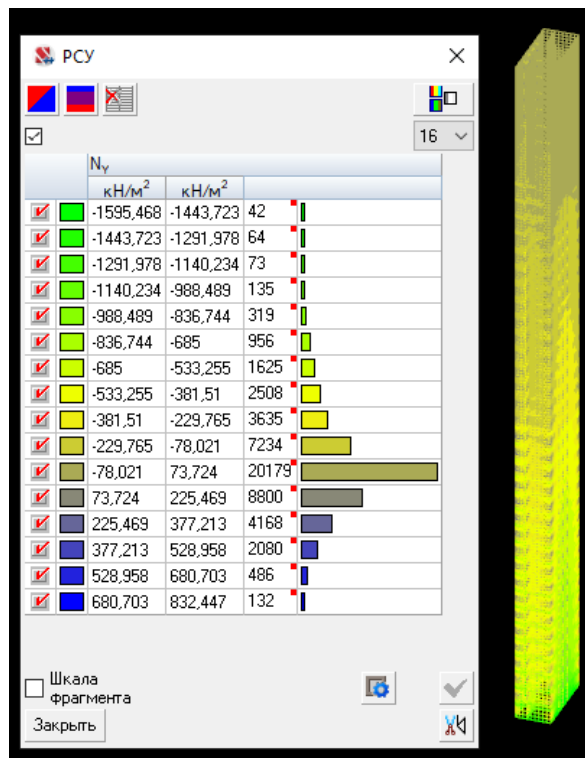 РСУ
16
N_Y
кН/м² кН/м²
-1595,468 -1443,723 42
-1443,723 -1291,978 64
-1291,978 -1140,234 73
-1140,234 -988,489 135
-988,489 -836,744 319
-836,744 -685 956
-685 -533,255 1625
-533,255 -381,51 2508
-381,51 -229,765 3635
-229,765 -78,021 7234
-78,021 73,724 20179
73,724 225,469 8800
225,469 377,213 4168
377,213 528,958 2080
528,958 680,703 486
680,703 832,447 132
Шкала
фрагмента
Закрыть